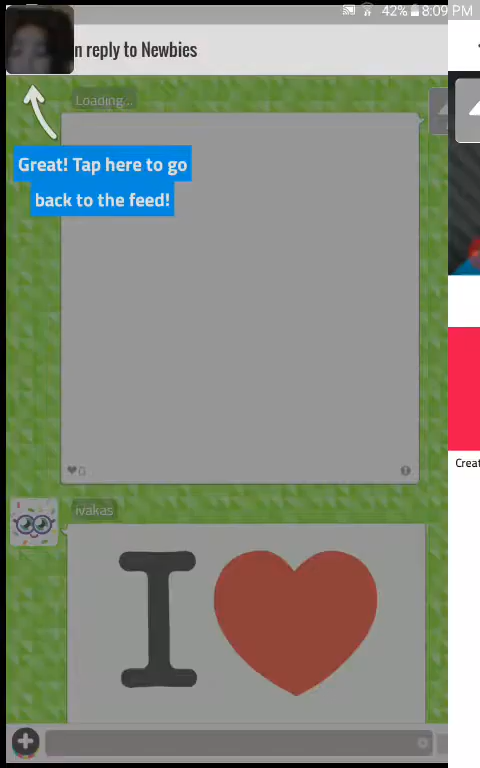 42% 8:09 PM
n reply to Newbies
Loading...
Great! Tap here to go
back to the feed!
0
Creat
ivakas
I